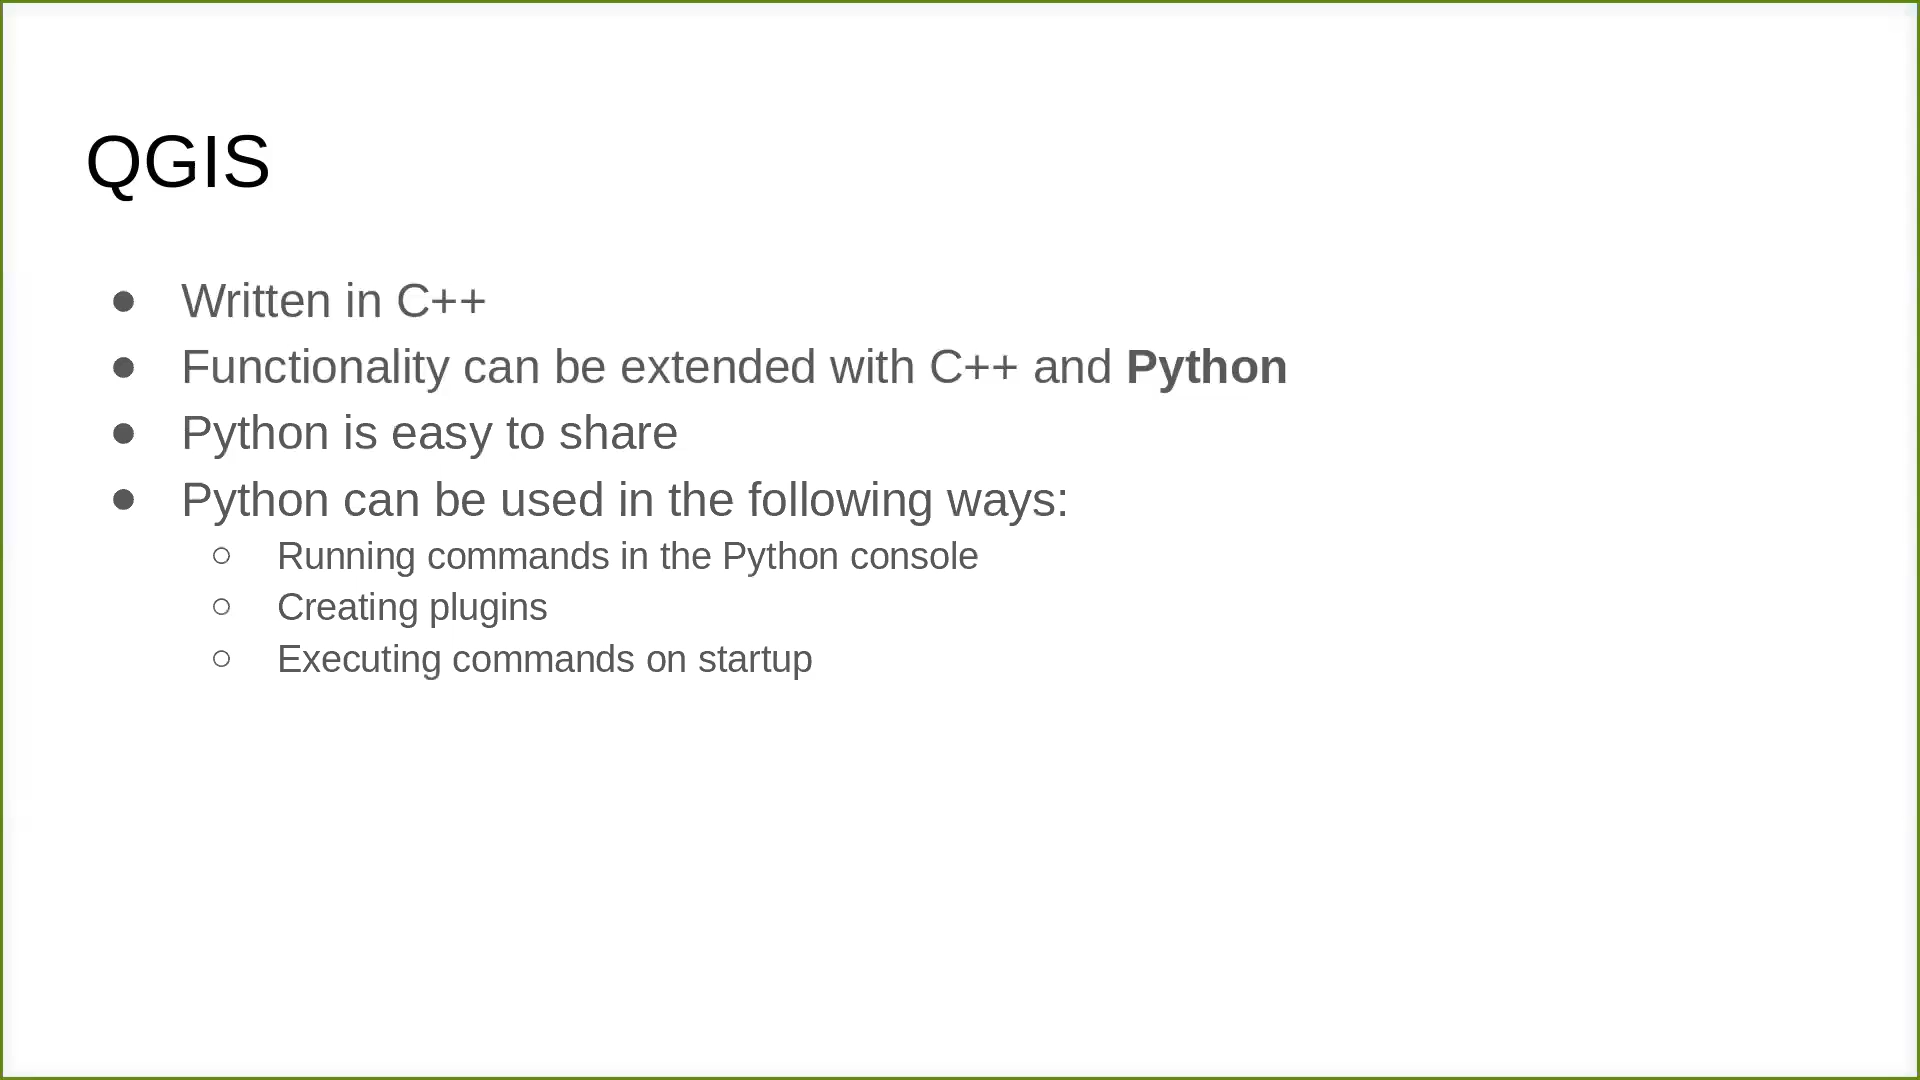 QGIS
● Written in C++
● Functionality can be extended with C++ and Python
● Python is easy to share
● Python can be used in the following ways:
○ Running commands in the Python console
○ Creating plugins
○ Executing commands on startup